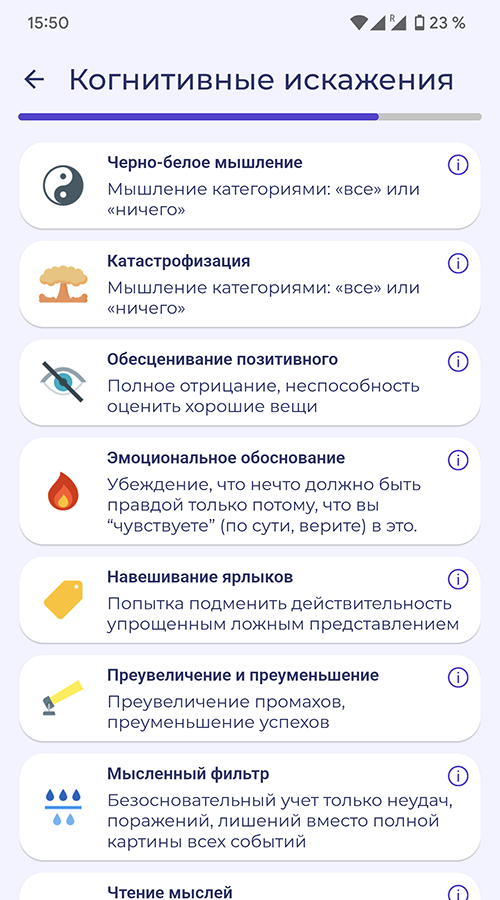 15:50
R
23 %
Когнитивные искажения
Черно-белое мышление
Мышление категориями: «все» или
«ничего»
Катастрофизация
Мышление категориями: «все» или
«ничего»
Обесценивание позитивного
Полное отрицание, неспособность
оценить хорошие вещи
Эмоциональное обоснование
Убеждение, что нечто должно быть
правдой только потому, что вы
“чувствуете” (по сути, верите) в это.
Навешивание ярлыков
Попытка подменить действительность
упрощенным ложным представлением
Преувеличение и преуменьшение
Преувеличение промахов,
преуменьшение успехов
Мысленный фильтр
Безосновательный учет только неудач,
поражений, лишений вместо полной
картины всех событий
Чтение мыслей